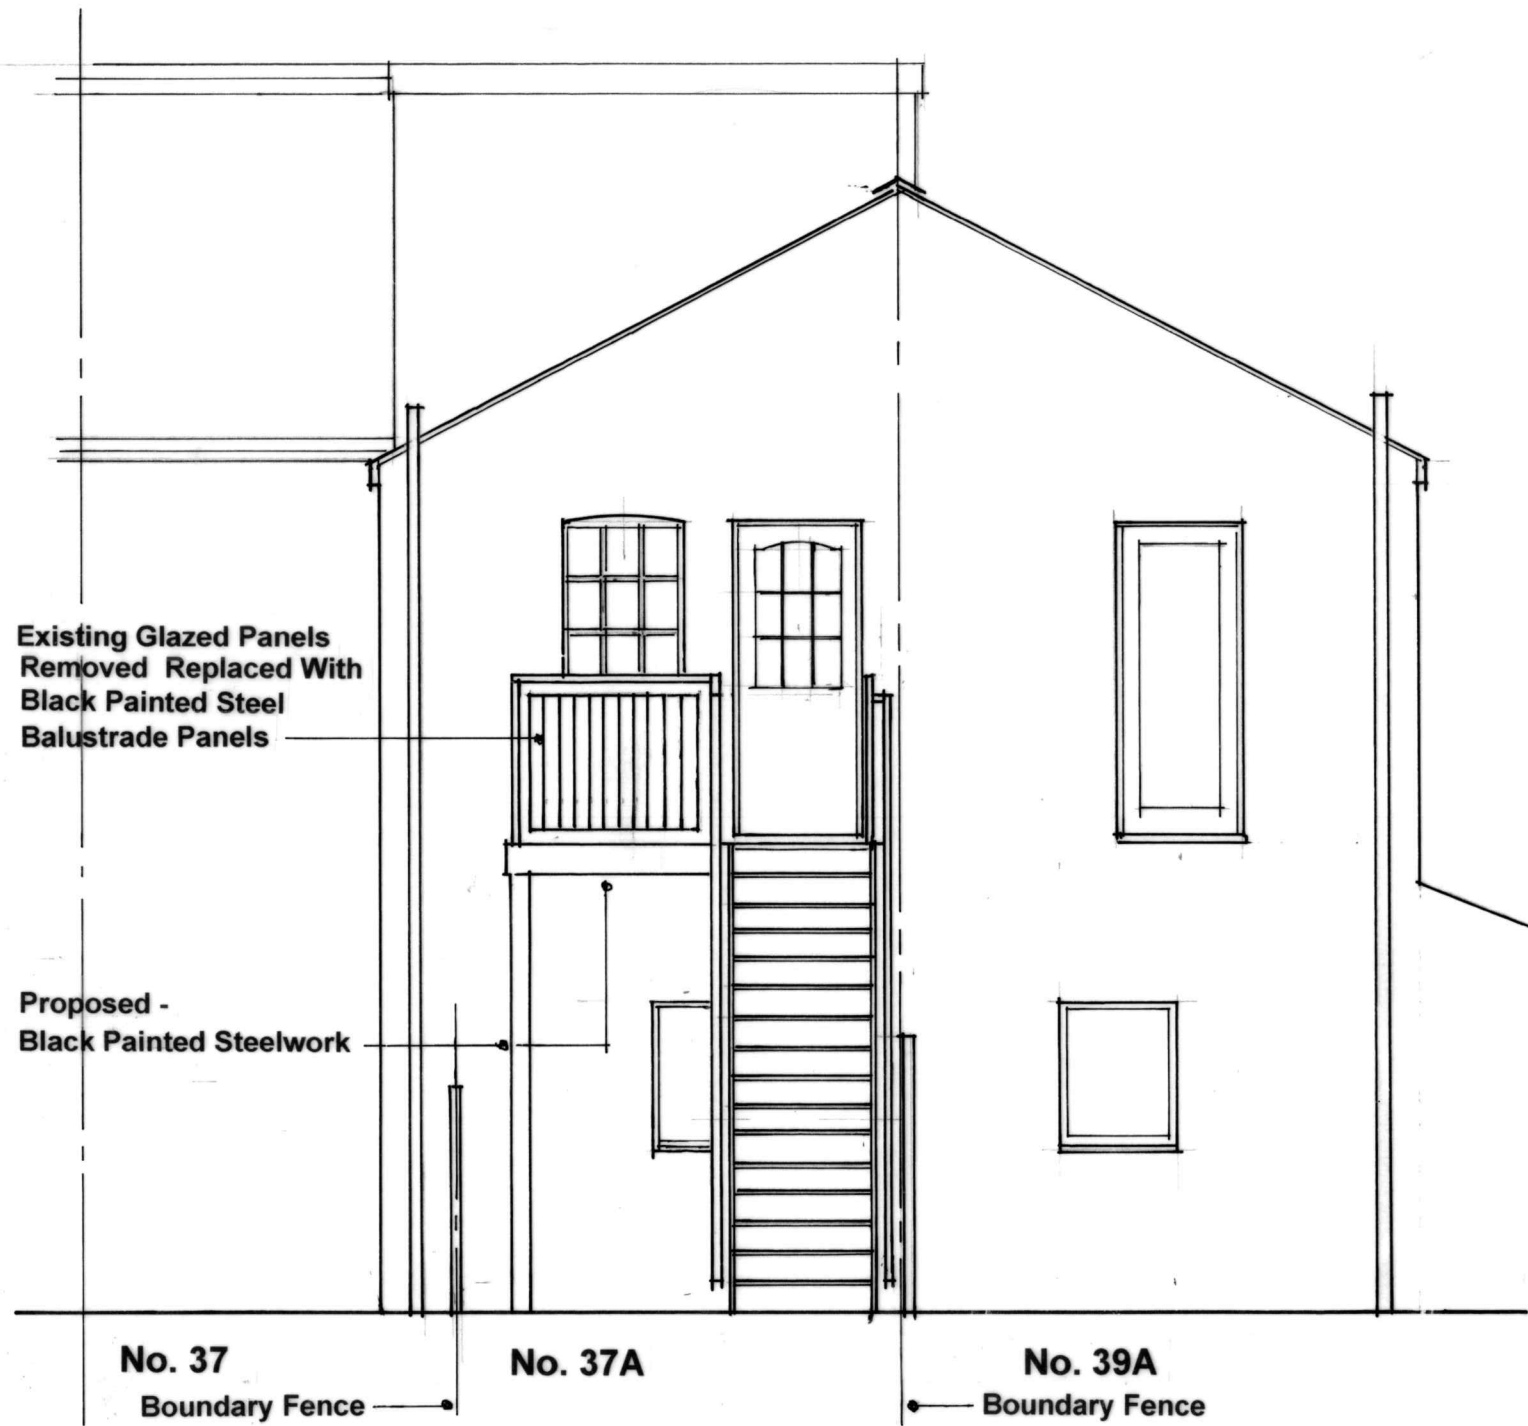 Existing Glazed Panels
Removed Replaced With
Black Painted Steel
Balustrade Panels
Proposed -
Black Painted Steelwork
No. 37
No. 37A
No. 39A
Boundary Fence
Boundary Fence